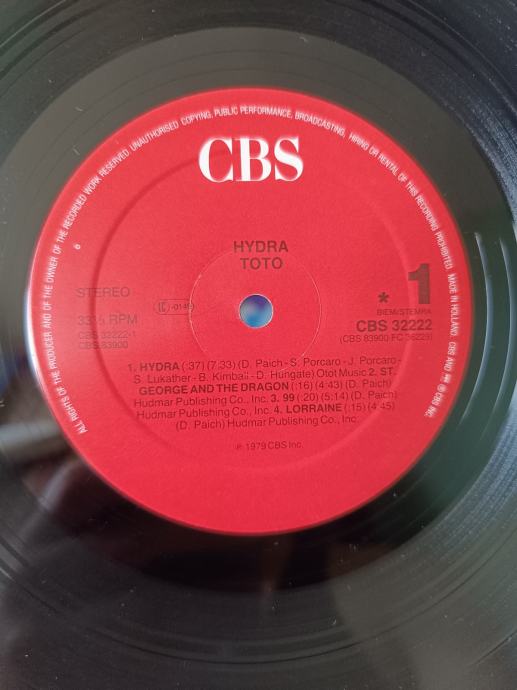 ALL RIGHTS OF THE PRODUCER AND OF THE OWNER OF THE RECORDED WORK RESERVED. UNAUTHORISED COPYING, PUBLIC PERFORMANCE, BROADCASTING, HIRING OR RENTAL OF THIS RECORDING PROHIBITED. MADE IN HOLLAND. CBS AND ® CBS INC.
CBS
6
HYDRA
TOTO
STEREO
LC -0149
* 1
33⅓ RPM
BIEM/STEMRA
CBS 32222-1
CBS 32222
CBS 83900
(CBS 83900 FC 36229)
1. HYDRA (:37) (7:33) (D. Paich - S. Porcaro - J. Porcaro -
S. Lukather - B. Kimball - D. Hungate) Otot Music 2. ST.
GEORGE AND THE DRAGON (:16) (4:43) (D. Paich)
Hudmar Publishing Co., Inc. 3. 99 (:20) (5:14) (D. Paich)
Hudmar Publishing Co., Inc. 4. LORRAINE (:15) (4:45)
(D. Paich) Hudmar Publishing Co., Inc.
℗ 1979 CBS Inc.